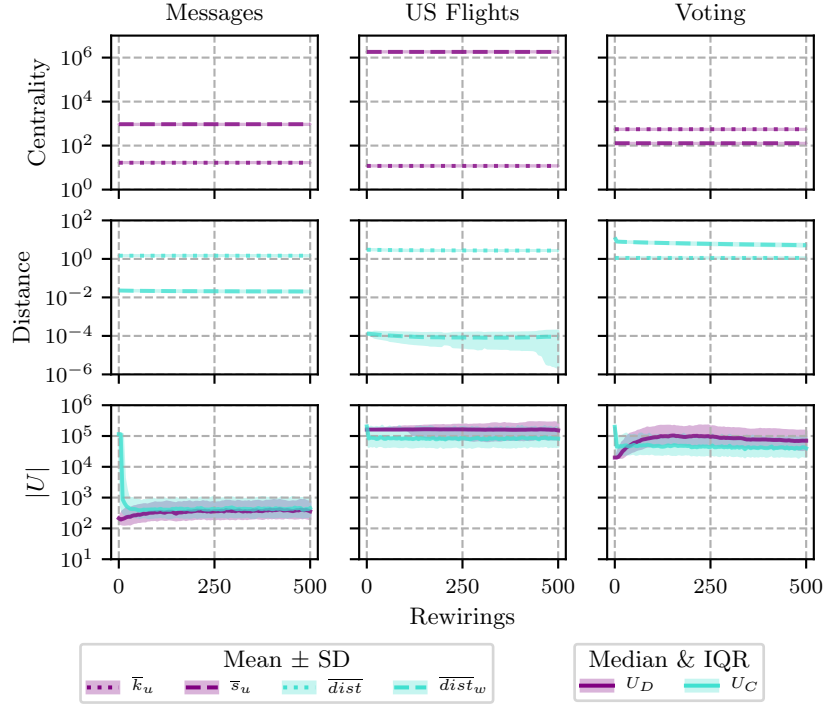 Messages US Flights Voting
Centrality
10^6
10^4
10^2
10^0
Distance
10^2
10^0
10^−2
10^−4
10^−6
|U|
10^6
10^5
10^4
10^3
10^2
10^1
0 250 500 0 250 500 0 250 500
Rewirings
Mean ± SD
k̅_u s̅_u d̅i̅s̅t̅ d̅i̅s̅t̅_w
Median & IQR
U_D U_C